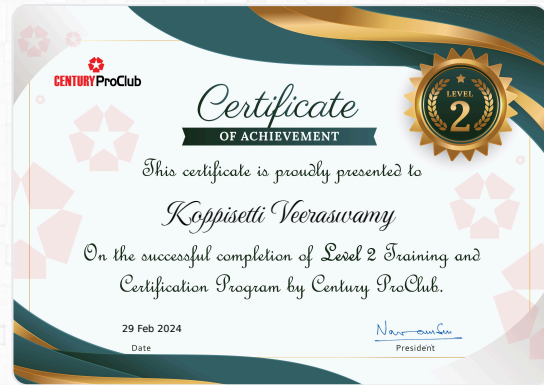 CENTURY ProClub
Certificate
OF ACHIEVEMENT
LEVEL
2
This certificate is proudly presented to
Koppisetti Veeraswamy
On the successful completion of Level 2 Training and
Certification Program by Century ProClub.
29 Feb 2024
Date
President